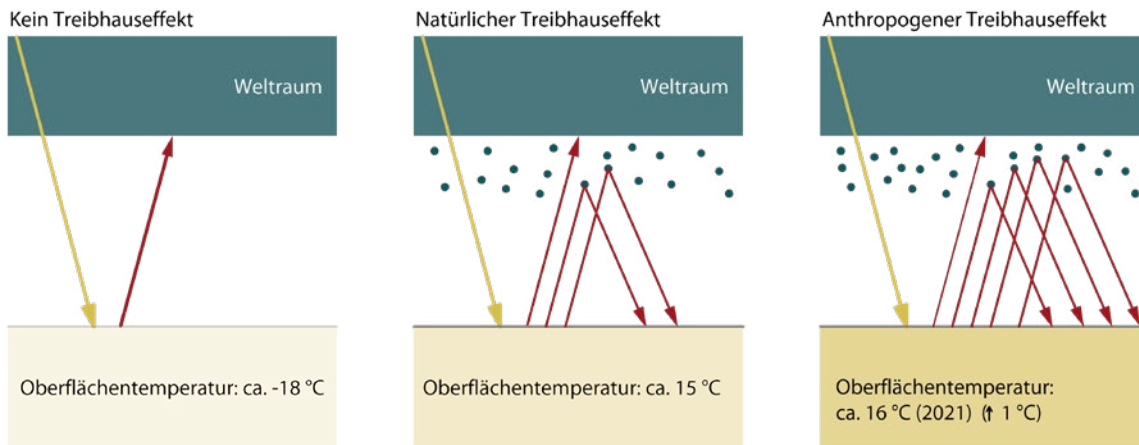 Kein Treibhauseffekt
Weltraum
Oberflächentemperatur: ca. -18 °C
Natürlicher Treibhauseffekt
Weltraum
Oberflächentemperatur: ca. 15 °C
Anthropogener Treibhauseffekt
Weltraum
Oberflächentemperatur:
ca. 16 °C (2021) (↑ 1 °C)